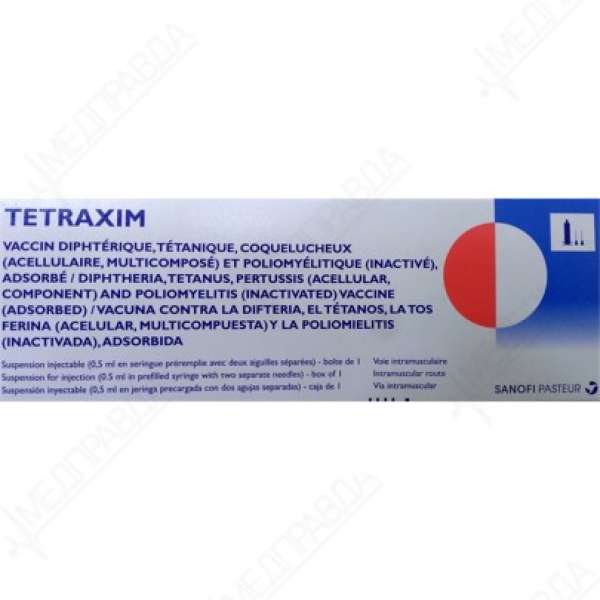 TETRAXIM
VACCIN DIPHTÉRIQUE, TÉTANIQUE, COQUELUCHEUX
(ACELLULAIRE, MULTICOMPOSÉ) ET POLIOMYÉLITIQUE (INACTIVÉ),
ADSORBÉ / DIPHTHERIA, TETANUS, PERTUSSIS (ACELLULAR,
COMPONENT) AND POLIOMYELITIS (INACTIVATED) VACCINE
(ADSORBED) / VACUNA CONTRA LA DIFTERIA, EL TÉTANOS, LA TOS
FERINA (ACELULAR, MULTICOMPUESTA) Y LA POLIOMIELITIS
(INACTIVADA), ADSORBIDA
Suspension injectable (0,5 ml en seringue préremplie avec deux aiguilles séparées) - boîte de 1 Voie intramusculaire
Suspension for injection (0.5 ml in prefilled syringe with two separate needles) - box of 1 Intramuscular route
Suspensión inyectable (0,5 ml en jeringa precargada con dos agujas separadas) - caja de 1 Vía intramuscular
SANOFI PASTEUR
МЕДПРАВДА